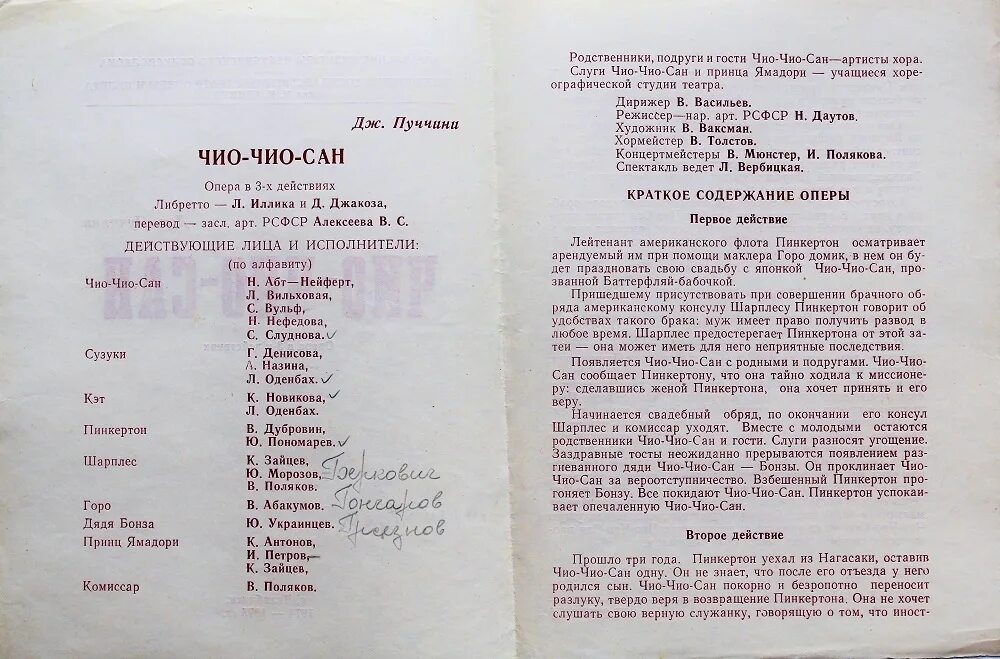 Дж. Пуччини
ЧИО-ЧИО-САН
Опера в 3-х действиях
Либретто — Л. Иллика и Д. Джакоза,
перевод — засл. арт. РСФСР Алексеева В. С.
ДЕЙСТВУЮЩИЕ ЛИЦА И ИСПОЛНИТЕЛИ:
(по алфавиту)
Чио-Чио-Сан Н. Абт—Нейферт,
Л. Вильховая,
С. Вульф,
Н. Нефедова,
С. Слуднова. ✓
Сузуки Г. Денисова,
А. Назина,
Л. Оденбах. ✓
Кэт К. Новикова, ✓
Л. Оденбах.
Пинкертон В. Дубровин,
Ю. Пономарев. ✓
Шарплес К. Зайцев,
Ю. Морозов, Беркович
В. Поляков.
Горо В. Абакумов. Гончаров
Дядя Бонза Ю. Украинцев.
Принц Ямадори К. Антонов,
И. Петров,
К. Зайцев,
Комиссар В. Поляков.
Родственники, подруги и гости Чио-Чио-Сан—артисты хора.
Слуги Чио-Чио-Сан и принца Ямадори — учащиеся хоре-
ографической студии театра.
Дирижер В. Васильев.
Режиссер—нар. арт. РСФСР Н. Даутов.
Художник В. Ваксман.
Хормейстер В. Толстов.
Концертмейстеры В. Мюнстер, И. Полякова.
Спектакль ведет Л. Вербицкая.
КРАТКОЕ СОДЕРЖАНИЕ ОПЕРЫ
Первое действие
Лейтенант американского флота Пинкертон осматривает
арендуемый им при помощи маклера Горо домик, в нем он бу-
дет праздновать свою свадьбу с японкой Чио-Чио-Сан, про-
званной Баттерфляй-бабочкой.
Пришедшему присутствовать при совершении брачного об-
ряда американскому консулу Шарплесу Пинкертон говорит об
удобствах такого брака: муж имеет право получить развод в
любое время. Шарплес предостерегает Пинкертона от этой за-
теи — она может иметь для него неприятные последствия.
Появляется Чио-Чио-Сан с родными и подругами. Чио-Чио-
Сан сообщает Пинкертону, что она тайно ходила к миссионе-
ру: сделавшись женой Пинкертона, она хочет принять и его
веру.
Начинается свадебный обряд, по окончании его консул
Шарплес и комиссар уходят. Вместе с молодыми остаются
родственники Чио-Чио-Сан и гости. Слуги разносят угощение.
Заздравные тосты неожиданно прерываются появлением раз-
гневанного дяди Чио-Чио-Сан — Бонзы. Он проклинает Чио-
Чио-Сан за вероотступничество. Взбешенный Пинкертон про-
гоняет Бонзу. Все покидают Чио-Чио-Сан. Пинкертон успокаи-
вает опечаленную Чио-Чио-Сан.
Второе действие
Прошло три года. Пинкертон уехал из Нагасаки, оставив
Чио-Чио-Сан одну. Он не знает, что после его отъезда у него
родился сын. Чио-Чио-Сан покорно и безропотно переносит
разлуку, твердо веря в возвращение Пинкертона. Она не хочет
слушать свою верную служанку, говорящую о том, что иност-